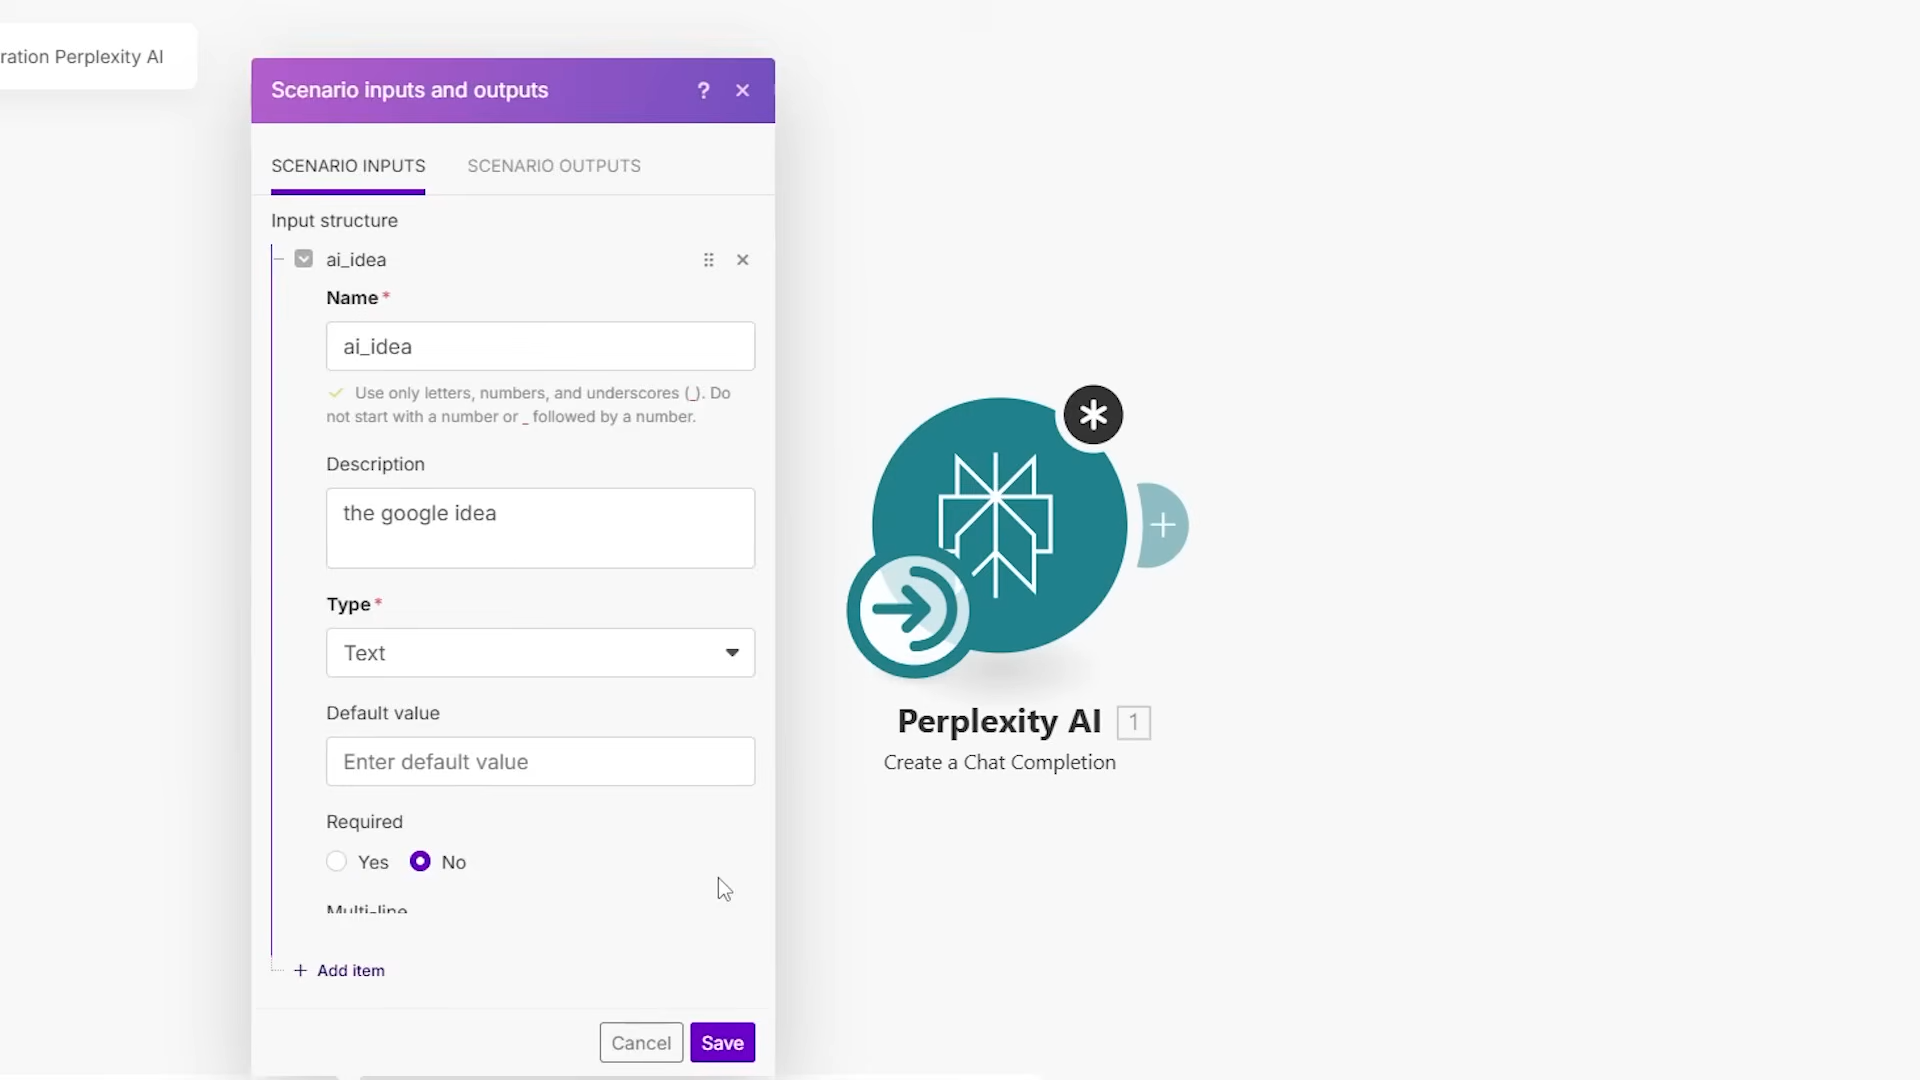 ration Perplexity AI
Scenario inputs and outputs ?
SCENARIO INPUTS SCENARIO OUTPUTS
Input structure
ai_idea
Name *
ai_idea
Use only letters, numbers, and underscores (_). Do
not start with a number or _ followed by a number.
Description
the google idea
Type *
Text
Default value
Enter default value
Required
Yes No
Multi-line
+ Add item
Cancel Save
Perplexity AI 1
Create a Chat Completion